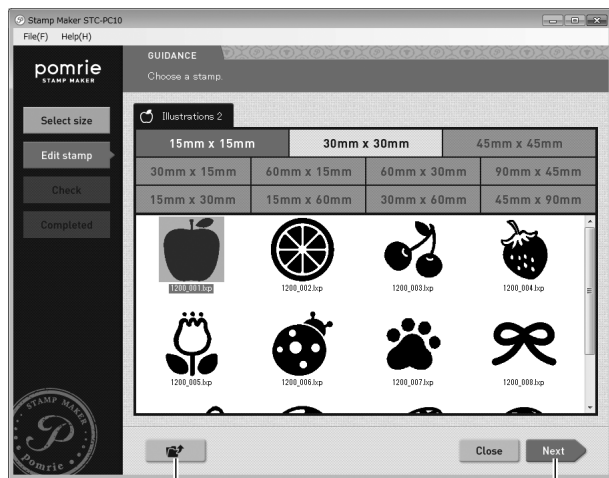 Stamp Maker STC-PC10
File(F) Help(H)
pomrie
STAMP MAKER
GUIDANCE
Choose a stamp.
Select size
Edit stamp
Check
Completed
Illustrations 2
15mm x 15mm 30mm x 30mm 45mm x 45mm
30mm x 15mm 60mm x 15mm 60mm x 30mm 90mm x 45mm
15mm x 30mm 15mm x 60mm 30mm x 60mm 45mm x 90mm
1200_001.lxp 1200_002.lxp 1200_003.lxp 1200_004.lxp
1200_005.lxp 1200_006.lxp 1200_007.lxp 1200_008.lxp
STAMP MAKER
P
pomrie
Close Next